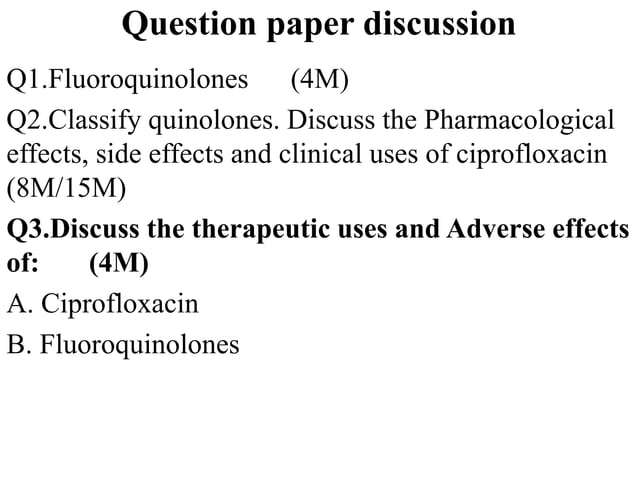 Question paper discussion
Q1.Fluoroquinolones (4M)
Q2.Classify quinolones. Discuss the Pharmacological
effects, side effects and clinical uses of ciprofloxacin
(8M/15M)
Q3.Discuss the therapeutic uses and Adverse effects
of: (4M)
A. Ciprofloxacin
B. Fluoroquinolones